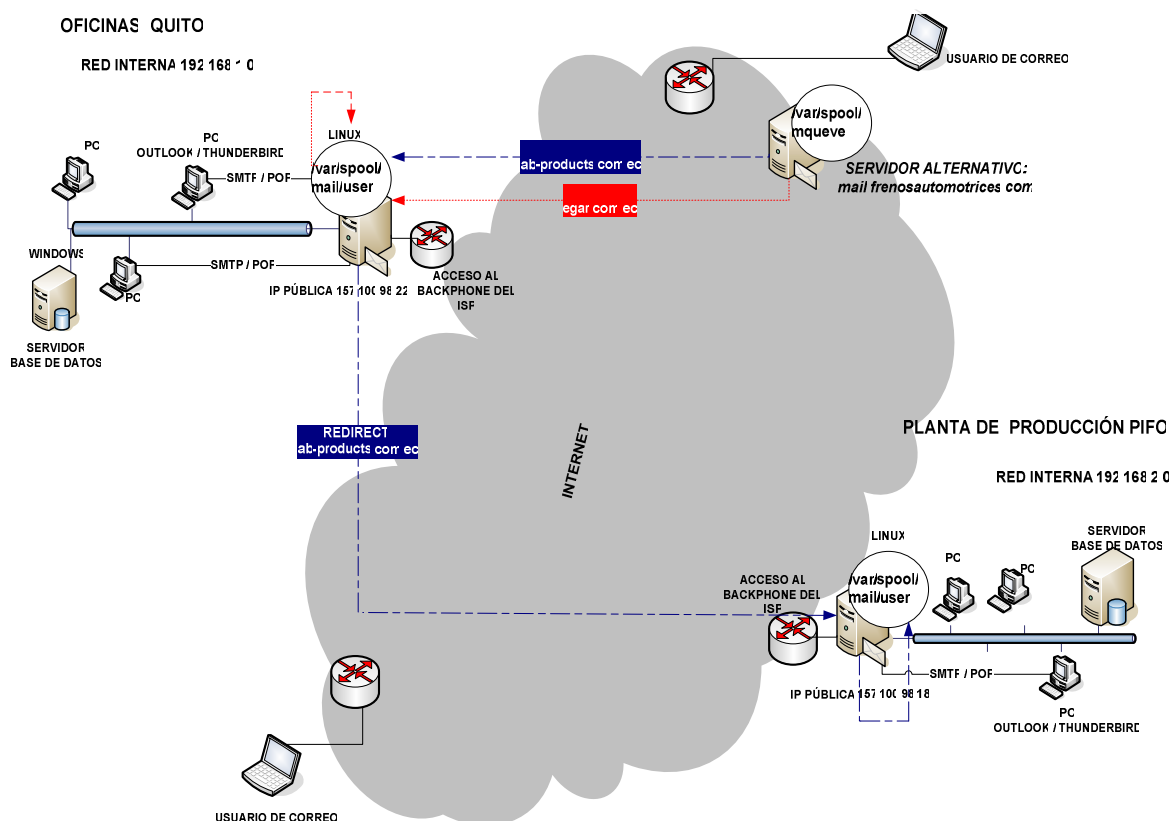 OFICINAS QUITO
RED INTERNA 192 168 1 0
USUARIO DE CORREO
/var/spool/
mqueve
SERVIDOR ALTERNATIVO:
mail frenosautomotrices com
LINUX
/var/spool/
mail/user
PC
PC
OUTLOOK / THUNDERBIRD
SMTP / POP
ab-products com ec
egar com ec
WINDOWS
PC
SMTP / POP
IP PÚBLICA 157 100 98 22
ACCESO AL
BACKPHONE DEL
ISP
SERVIDOR
BASE DE DATOS
REDIRECT
ab-products com ec
INTERNET
PLANTA DE PRODUCCIÓN PIFO
RED INTERNA 192 168 2 0
LINUX
/var/spool/
mail/user
PC
PC
SERVIDOR
BASE DE DATOS
ACCESO AL
BACKPHONE DEL
ISP
SMTP / POP
IP PÚBLICA 157 100 98 18
PC
OUTLOOK / THUNDERBIRD
USUARIO DE CORREO